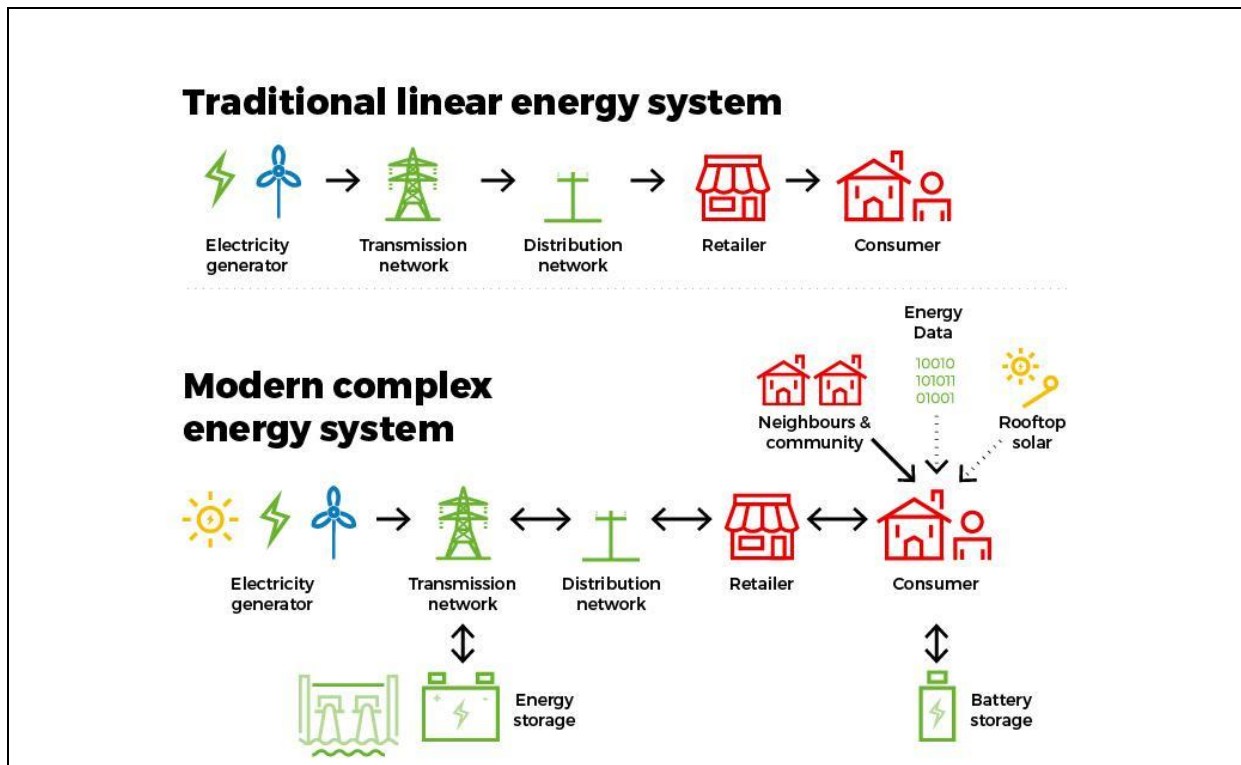 Traditional linear energy system
Electricity
generator
Transmission
network
Distribution
network
Retailer
Consumer
Energy
Data
10010
101011
01001
Modern complex
energy system
Neighbours &
community
Rooftop
solar
Electricity
generator
Transmission
network
Distribution
network
Retailer
Consumer
Energy
storage
Battery
storage